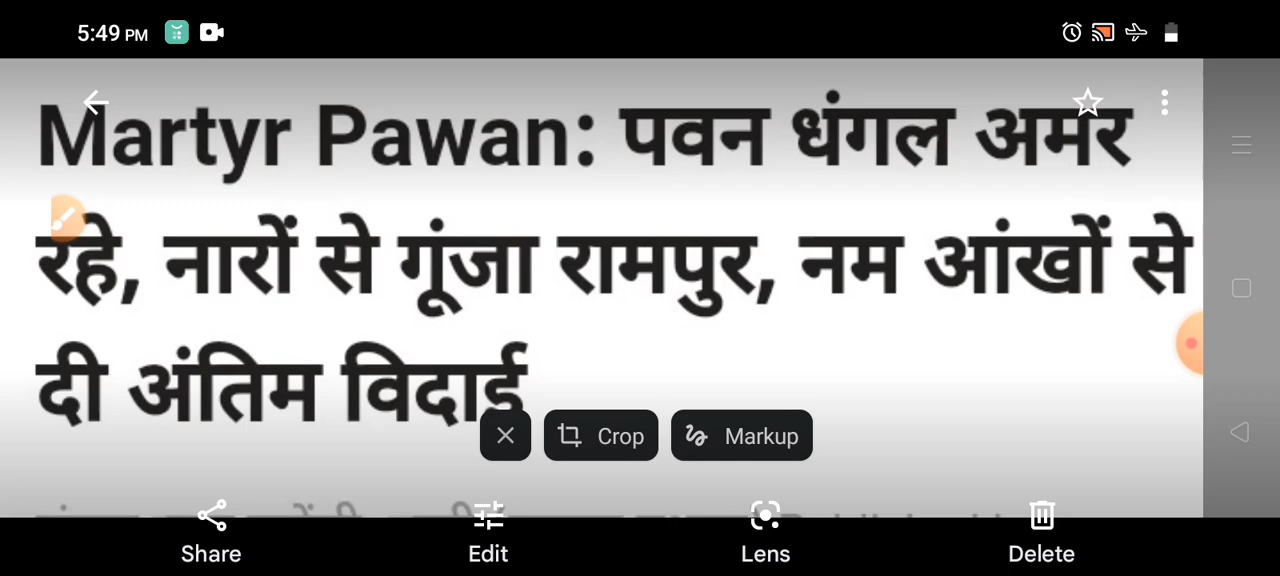 5:49 PM
Martyr Pawan: पवन धंगल अमर
रहे, नारों से गूंजा रामपुर, नम आंखों से
दी अंतिम विदाई
Crop
Markup
Share
Edit
Lens
Delete